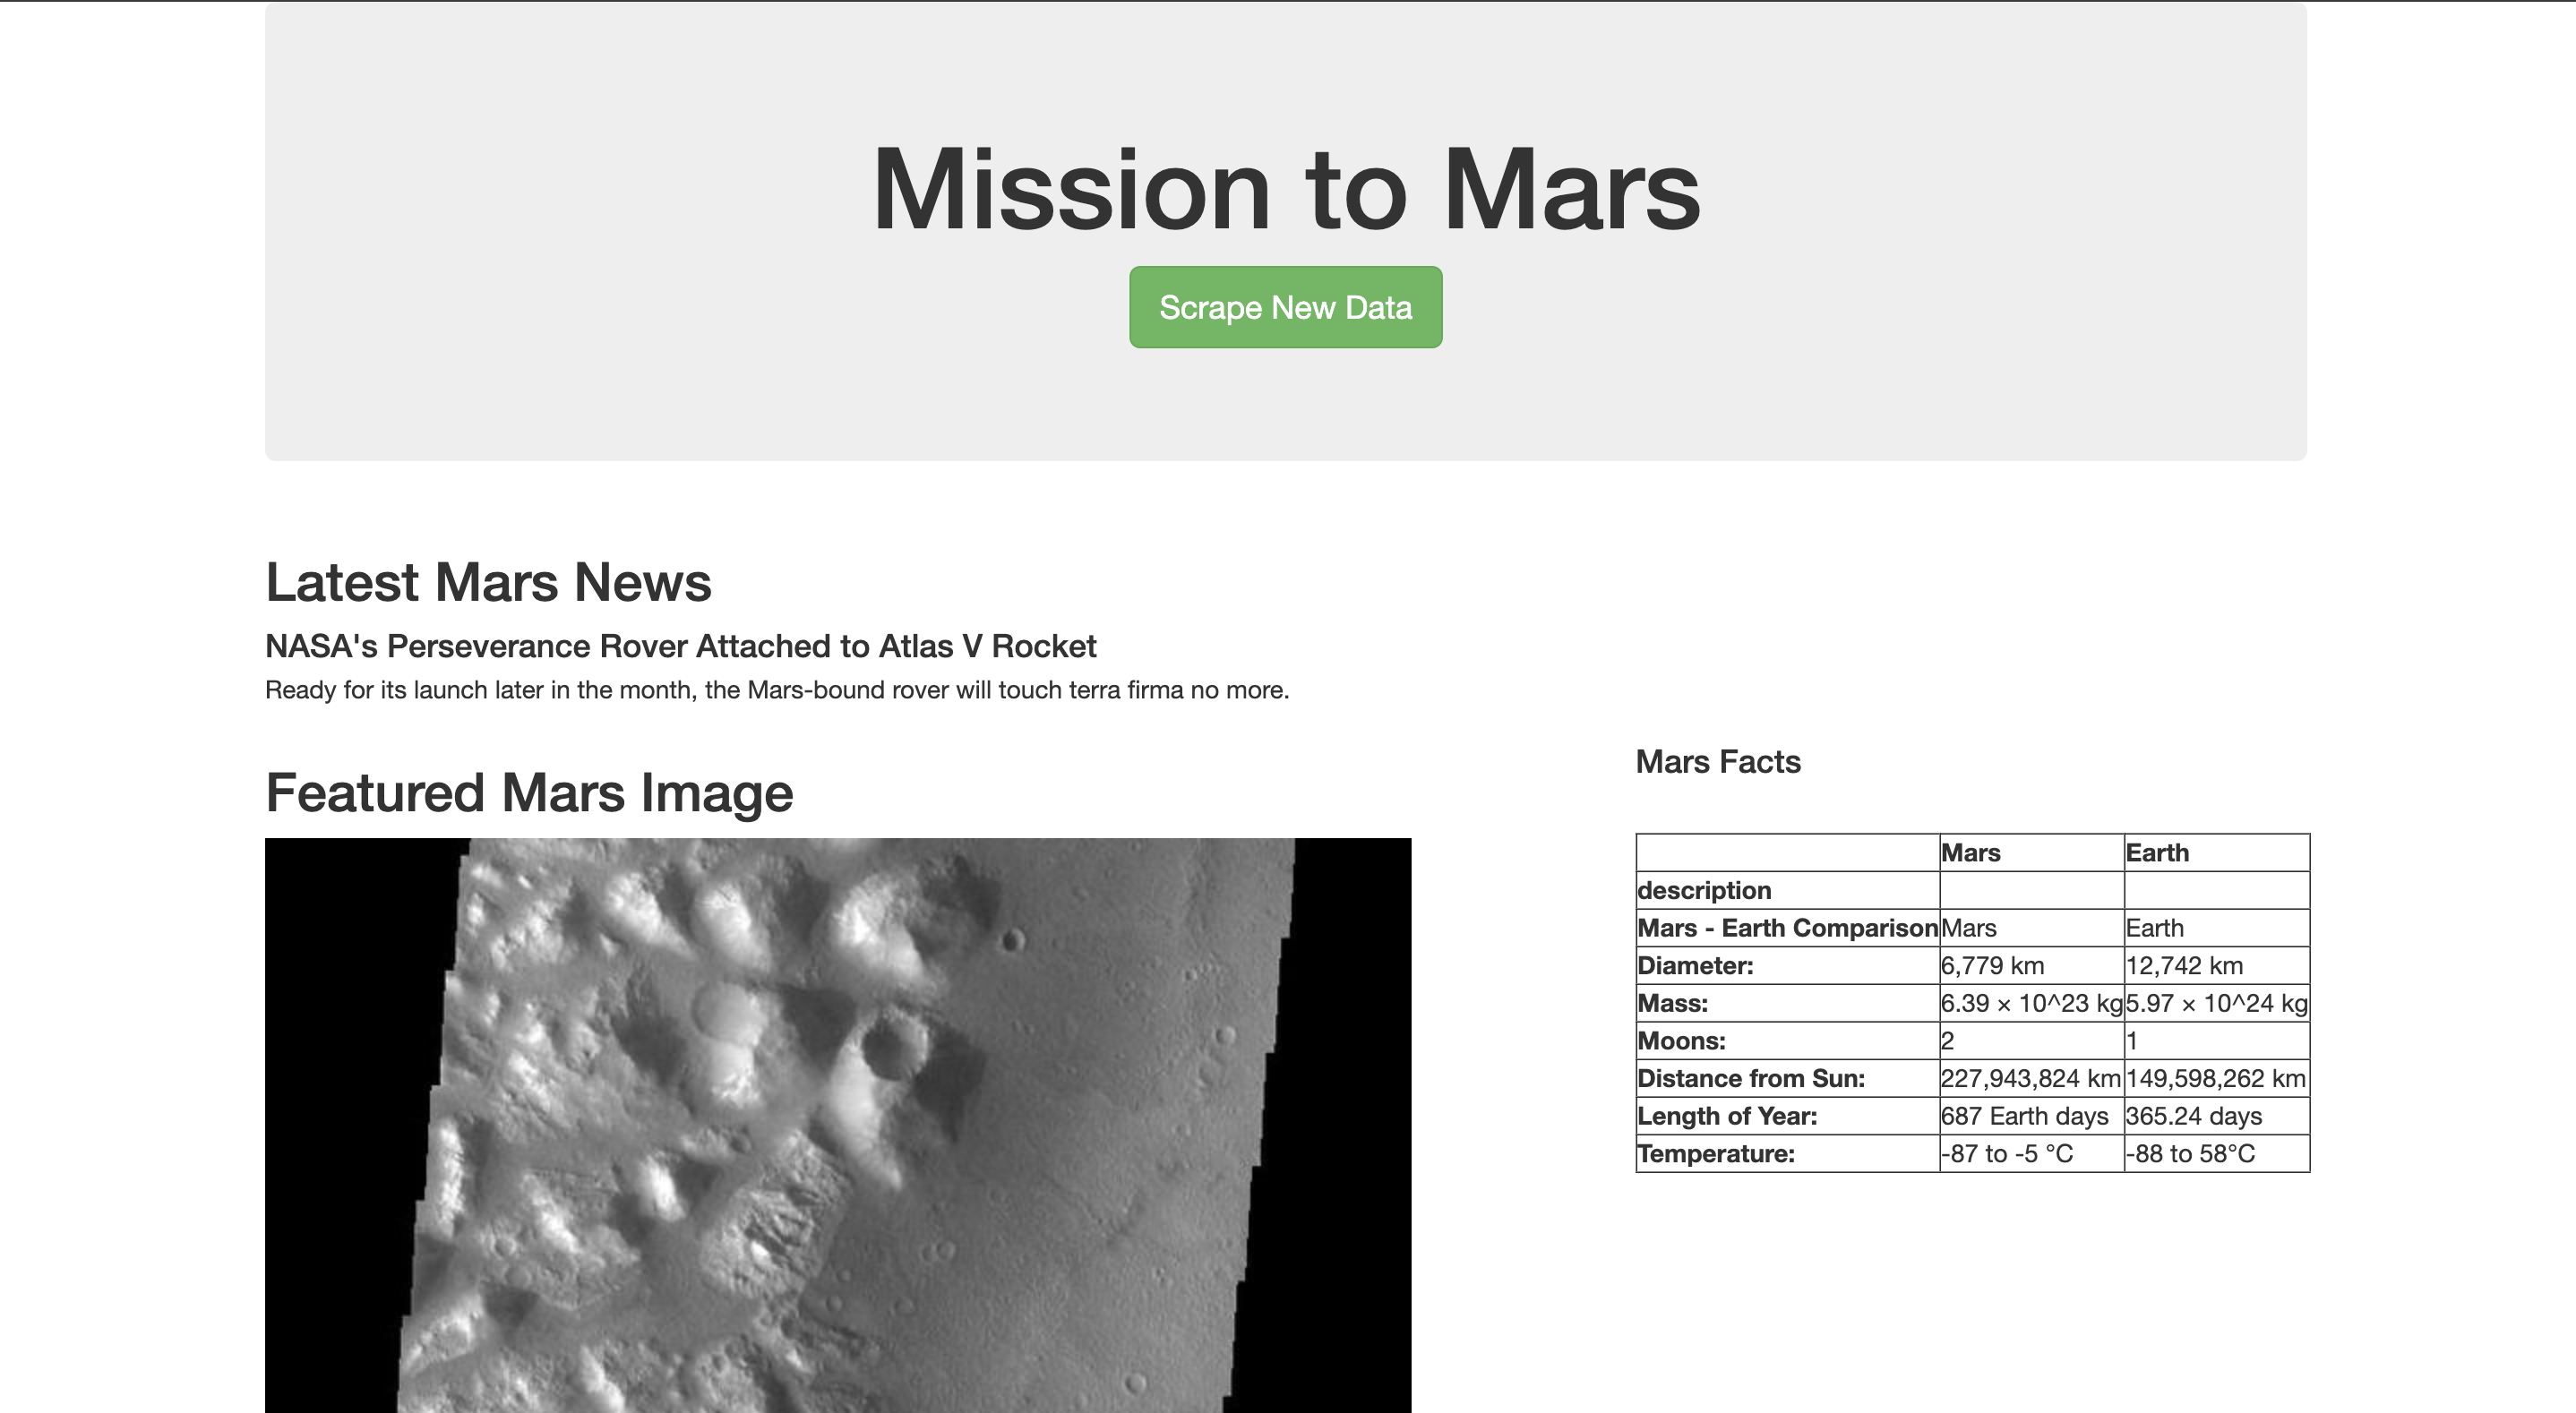 Mission to Mars
Scrape New Data
Latest Mars News
NASA's Perseverance Rover Attached to Atlas V Rocket
Ready for its launch later in the month, the Mars-bound rover will touch terra firma no more.
Featured Mars Image
Mars Facts
Mars Earth
description
Mars - Earth Comparison Mars Earth
Diameter: 6,779 km 12,742 km
Mass: 6.39 × 10^23 kg 5.97 × 10^24 kg
Moons: 2 1
Distance from Sun: 227,943,824 km 149,598,262 km
Length of Year: 687 Earth days 365.24 days
Temperature: -87 to -5 °C -88 to 58°C